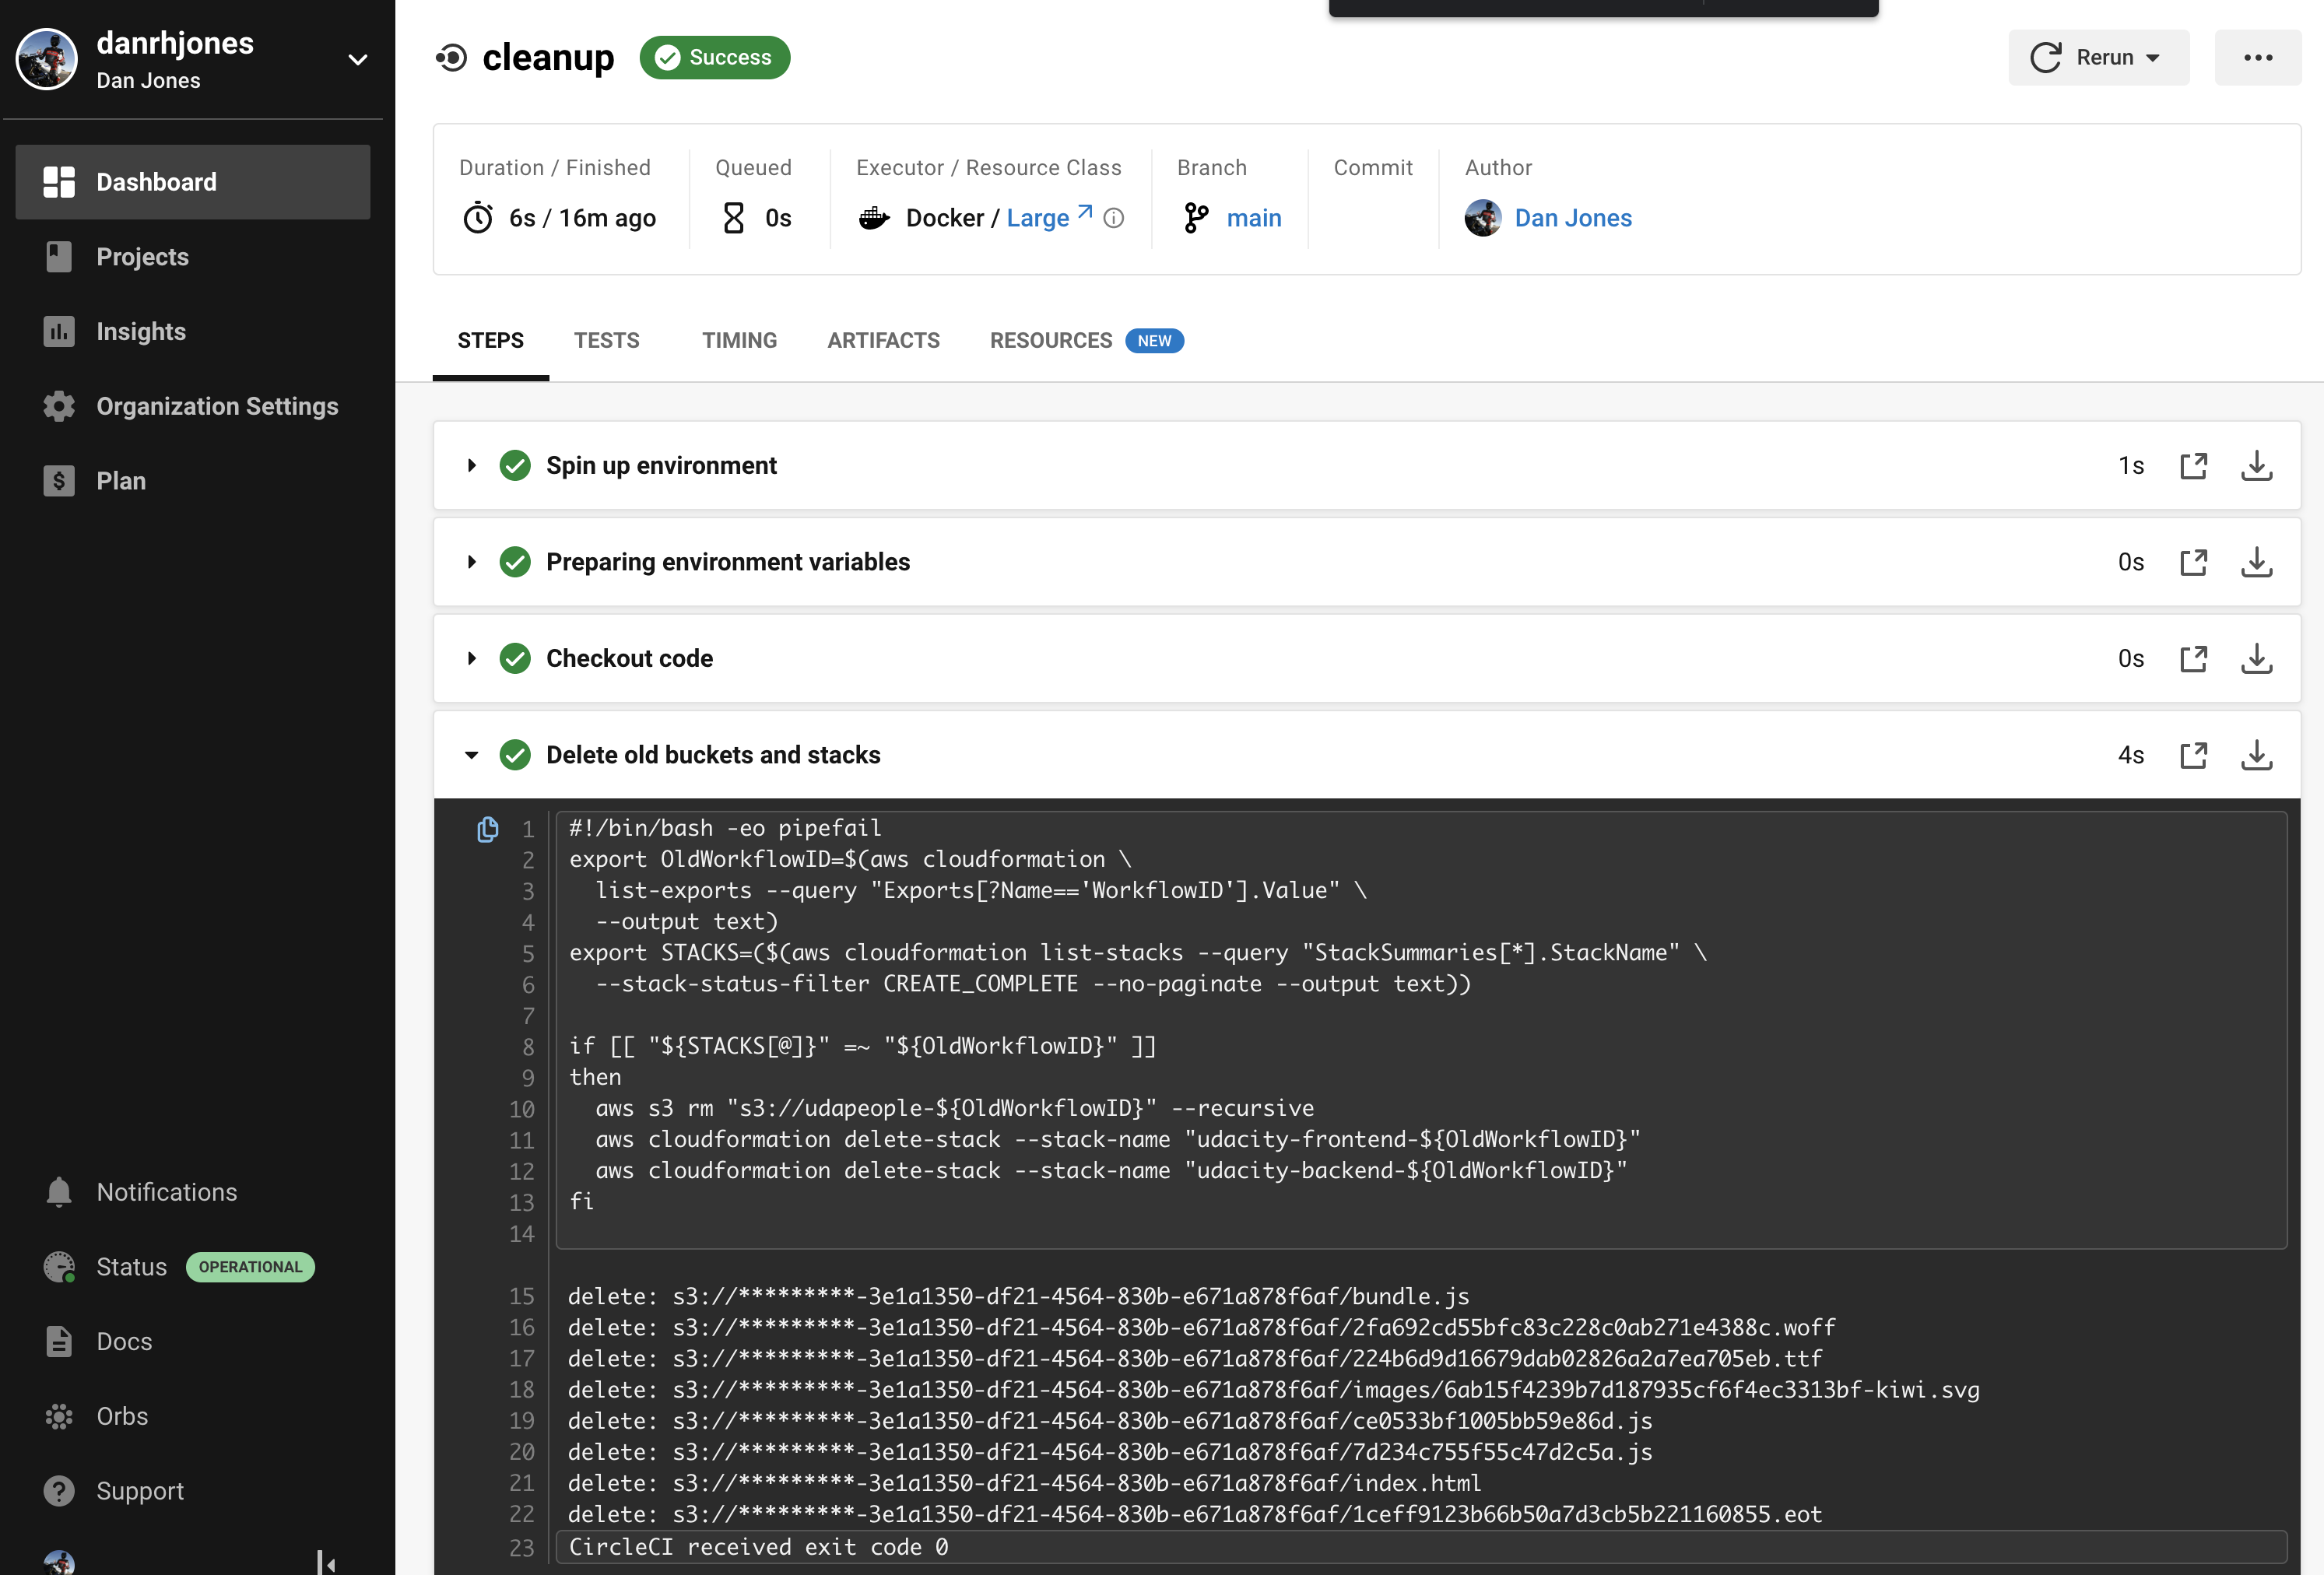 danrhjones
Dan Jones
Dashboard
Projects
Insights
Organization Settings
Plan
Notifications
Status OPERATIONAL
Docs
Orbs
Support
cleanup Success
Rerun
Duration / Finished
6s / 16m ago
Queued
0s
Executor / Resource Class
Docker / Large
Branch
main
Commit
Author
Dan Jones
STEPS TESTS TIMING ARTIFACTS RESOURCES NEW
Spin up environment 1s
Preparing environment variables 0s
Checkout code 0s
Delete old buckets and stacks 4s
1 #!/bin/bash -eo pipefail
2 export OldWorkflowID=$(aws cloudformation \
3   list-exports --query "Exports[?Name=='WorkflowID'].Value" \
4   --output text)
5 export STACKS=($(aws cloudformation list-stacks --query "StackSummaries[*].StackName" \
6   --stack-status-filter CREATE_COMPLETE --no-paginate --output text))
7
8 if [[ "${STACKS[@]}" =~ "${OldWorkflowID}" ]]
9 then
10   aws s3 rm "s3://udapeople-${OldWorkflowID}" --recursive
11   aws cloudformation delete-stack --stack-name "udacity-frontend-${OldWorkflowID}"
12   aws cloudformation delete-stack --stack-name "udacity-backend-${OldWorkflowID}"
13 fi
14
15 delete: s3://*********-3e1a1350-df21-4564-830b-e671a878f6af/bundle.js
16 delete: s3://*********-3e1a1350-df21-4564-830b-e671a878f6af/2fa692cd55bfc83c228c0ab271e4388c.woff
17 delete: s3://*********-3e1a1350-df21-4564-830b-e671a878f6af/224b6d9d16679dab02826a2a7ea705eb.ttf
18 delete: s3://*********-3e1a1350-df21-4564-830b-e671a878f6af/images/6ab15f4239b7d187935cf6f4ec3313bf-kiwi.svg
19 delete: s3://*********-3e1a1350-df21-4564-830b-e671a878f6af/ce0533bf1005bb59e86d.js
20 delete: s3://*********-3e1a1350-df21-4564-830b-e671a878f6af/7d234c755f55c47d2c5a.js
21 delete: s3://*********-3e1a1350-df21-4564-830b-e671a878f6af/index.html
22 delete: s3://*********-3e1a1350-df21-4564-830b-e671a878f6af/1ceff9123b66b50a7d3cb5b221160855.eot
23 CircleCI received exit code 0